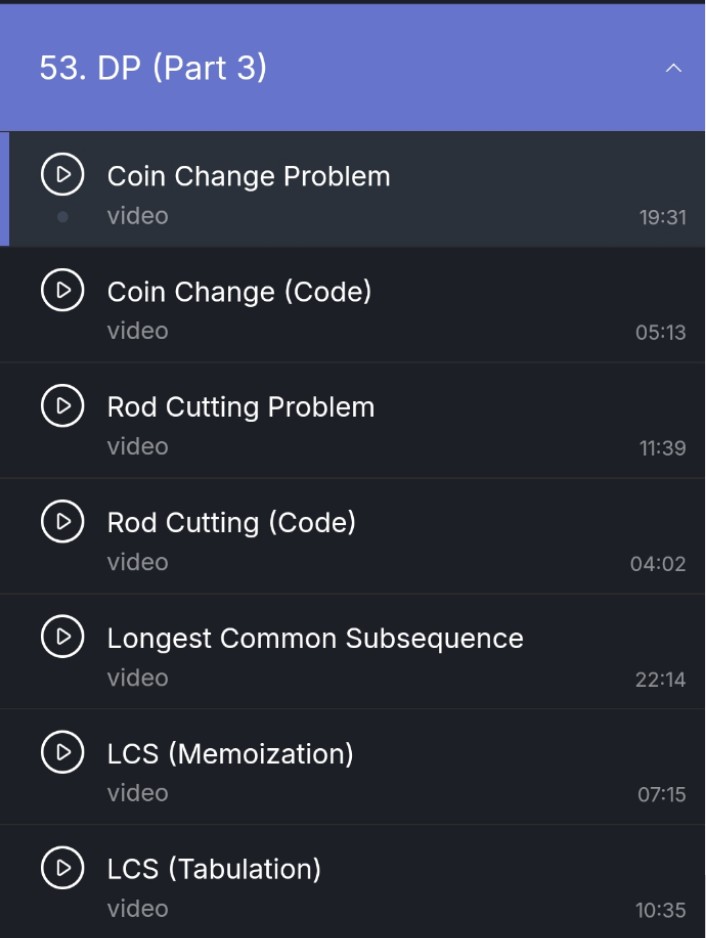 53. DP (Part 3)
Coin Change Problem
video
19:31
Coin Change (Code)
video
05:13
Rod Cutting Problem
video
11:39
Rod Cutting (Code)
video
04:02
Longest Common Subsequence
video
22:14
LCS (Memoization)
video
07:15
LCS (Tabulation)
video
10:35